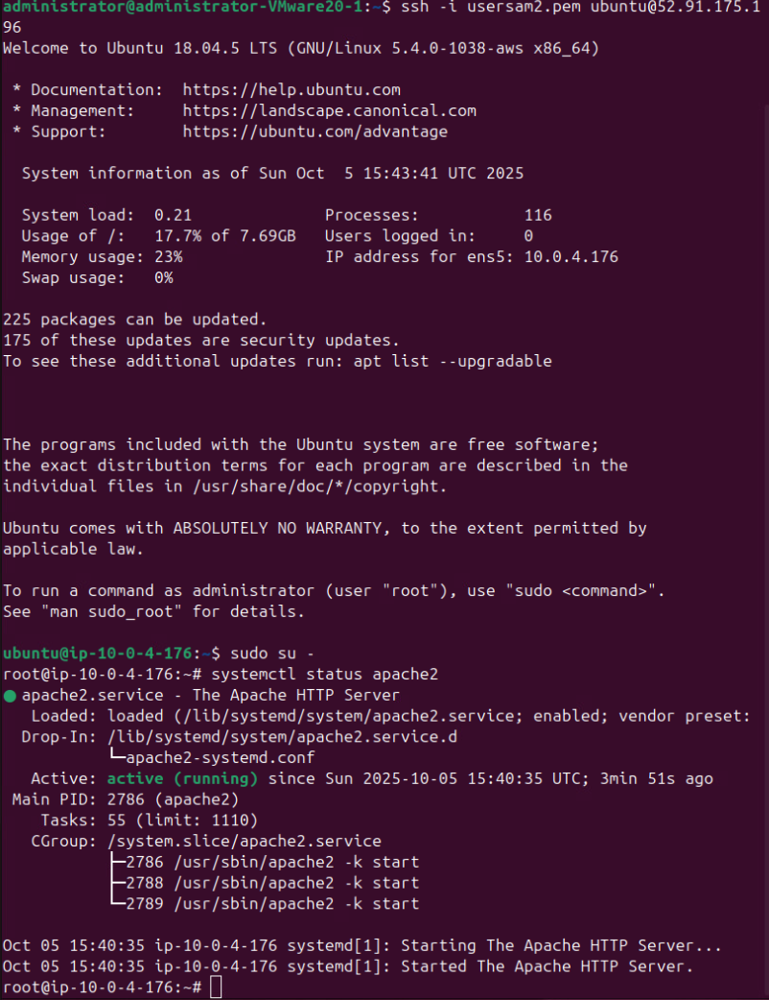 administrator@administrator-VMware20-1:~$ ssh -i usersam2.pem ubuntu@52.91.175.1
96
Welcome to Ubuntu 18.04.5 LTS (GNU/Linux 5.4.0-1038-aws x86_64)

 * Documentation:  https://help.ubuntu.com
 * Management:     https://landscape.canonical.com
 * Support:        https://ubuntu.com/advantage

  System information as of Sun Oct  5 15:43:41 UTC 2025

  System load:  0.21              Processes:           116
  Usage of /:   17.7% of 7.69GB   Users logged in:     0
  Memory usage: 23%               IP address for ens5: 10.0.4.176
  Swap usage:   0%

225 packages can be updated.
175 of these updates are security updates.
To see these additional updates run: apt list --upgradable

The programs included with the Ubuntu system are free software;
the exact distribution terms for each program are described in the
individual files in /usr/share/doc/*/copyright.

Ubuntu comes with ABSOLUTELY NO WARRANTY, to the extent permitted by
applicable law.

To run a command as administrator (user "root"), use "sudo <command>".
See "man sudo_root" for details.

ubuntu@ip-10-0-4-176:~$ sudo su -
root@ip-10-0-4-176:~# systemctl status apache2
● apache2.service - The Apache HTTP Server
   Loaded: loaded (/lib/systemd/system/apache2.service; enabled; vendor preset:
  Drop-In: /lib/systemd/system/apache2.service.d
           └─apache2-systemd.conf
   Active: active (running) since Sun 2025-10-05 15:40:35 UTC; 3min 51s ago
 Main PID: 2786 (apache2)
    Tasks: 55 (limit: 1110)
   CGroup: /system.slice/apache2.service
           ├─2786 /usr/sbin/apache2 -k start
           ├─2788 /usr/sbin/apache2 -k start
           └─2789 /usr/sbin/apache2 -k start

Oct 05 15:40:35 ip-10-0-4-176 systemd[1]: Starting The Apache HTTP Server...
Oct 05 15:40:35 ip-10-0-4-176 systemd[1]: Started The Apache HTTP Server.
root@ip-10-0-4-176:~#